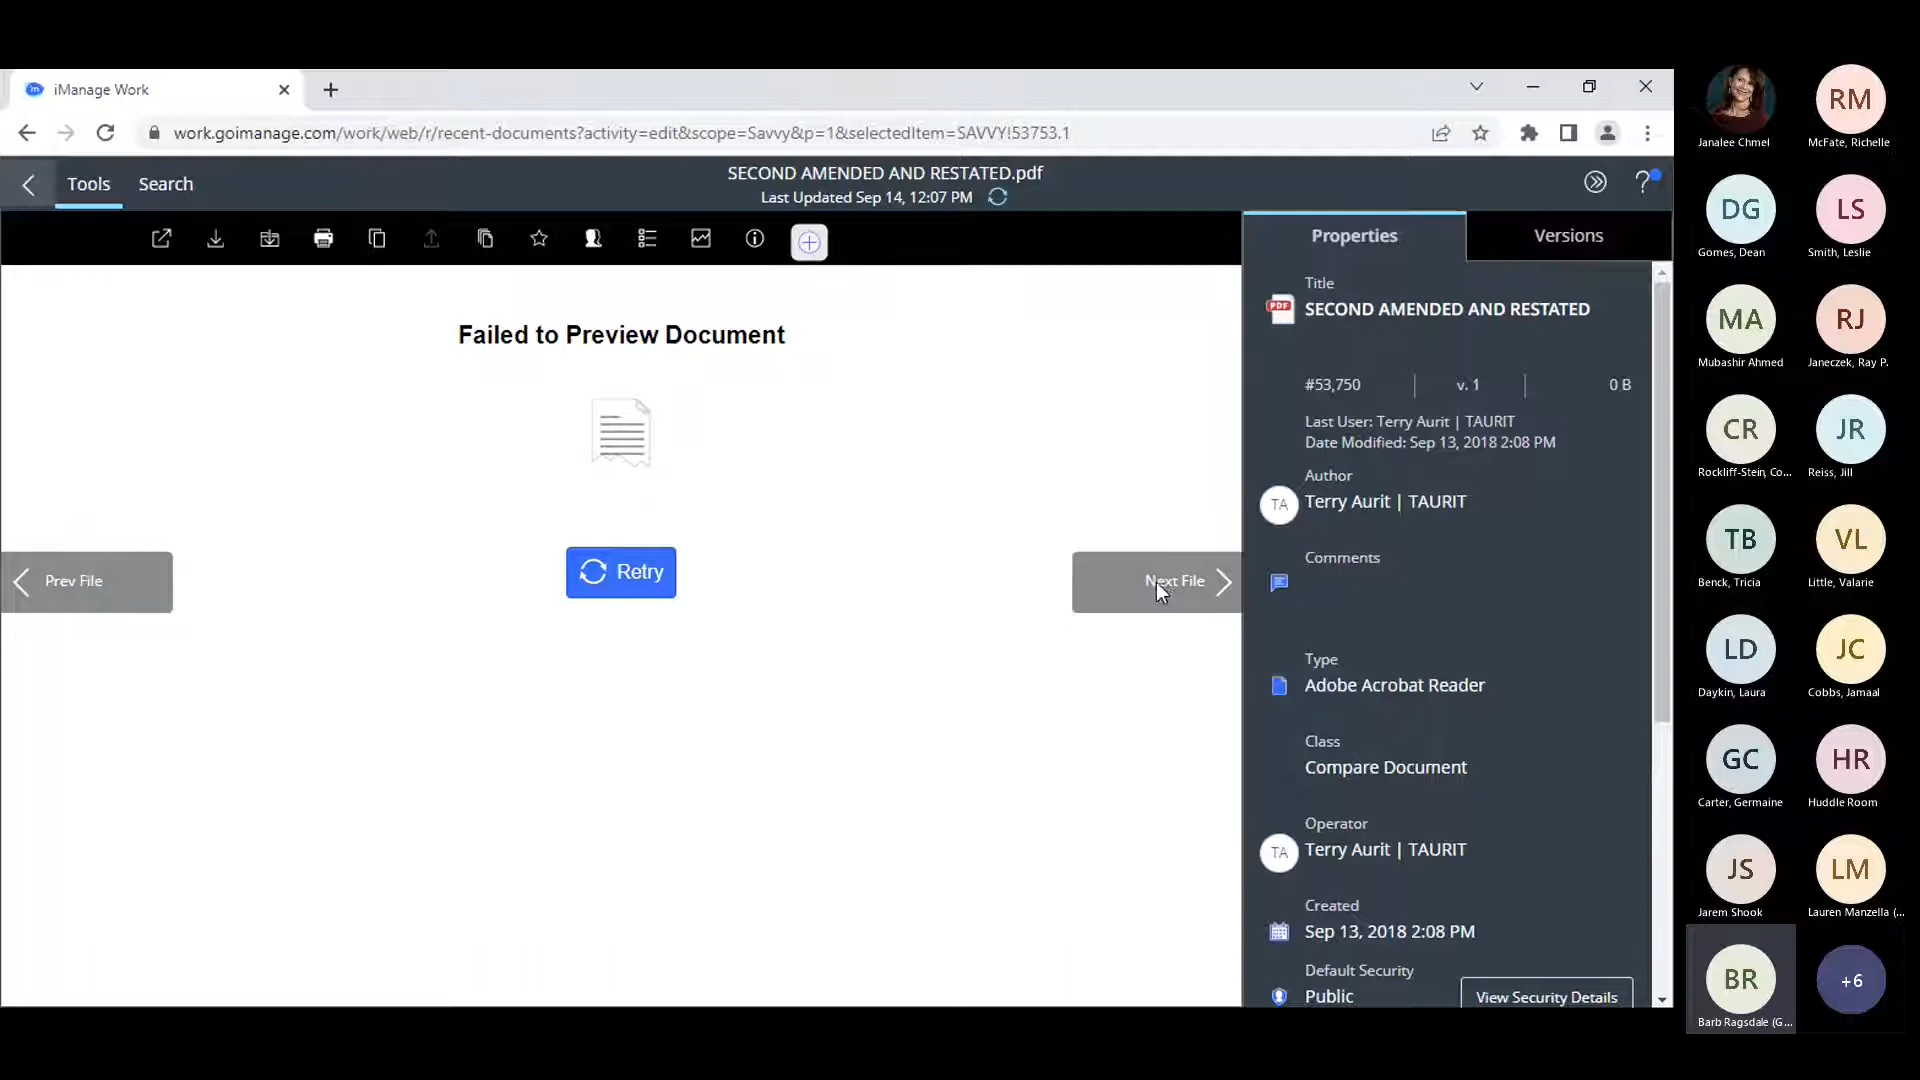 iManage Work
work.goimanage.com/work/web/r/recent-documents?activity=edit&scope=Savvy&p=1&selectedItem=SAVVY!53753.1
Tools
Search
SECOND AMENDED AND RESTATED.pdf
Last Updated Sep 14, 12:07 PM
Failed to Preview Document
Retry
Prev File
Next File
Properties
Versions
Title
PDF
SECOND AMENDED AND RESTATED
#53,750
v. 1
0 B
Last User: Terry Aurit | TAURIT
Date Modified: Sep 13, 2018 2:08 PM
Author
TA
Terry Aurit | TAURIT
Comments
Type
Adobe Acrobat Reader
Class
Compare Document
Operator
TA
Terry Aurit | TAURIT
Created
Sep 13, 2018 2:08 PM
Default Security
Public
View Security Details
Janalee Chmel
RM
McFate, Richelle
DG
Gomes, Dean
LS
Smith, Leslie
MA
Mubashir Ahmed
RJ
Janeczek, Ray P.
CR
Rockliff-Stein, Co...
JR
Reiss, Jill
TB
Benck, Tricia
VL
Little, Valarie
LD
Daykin, Laura
JC
Cobbs, Jamaal
GC
Carter, Germaine
HR
Huddle Room
JS
Jarem Shook
LM
Lauren Manzella (...
BR
Barb Ragsdale (G...
+6